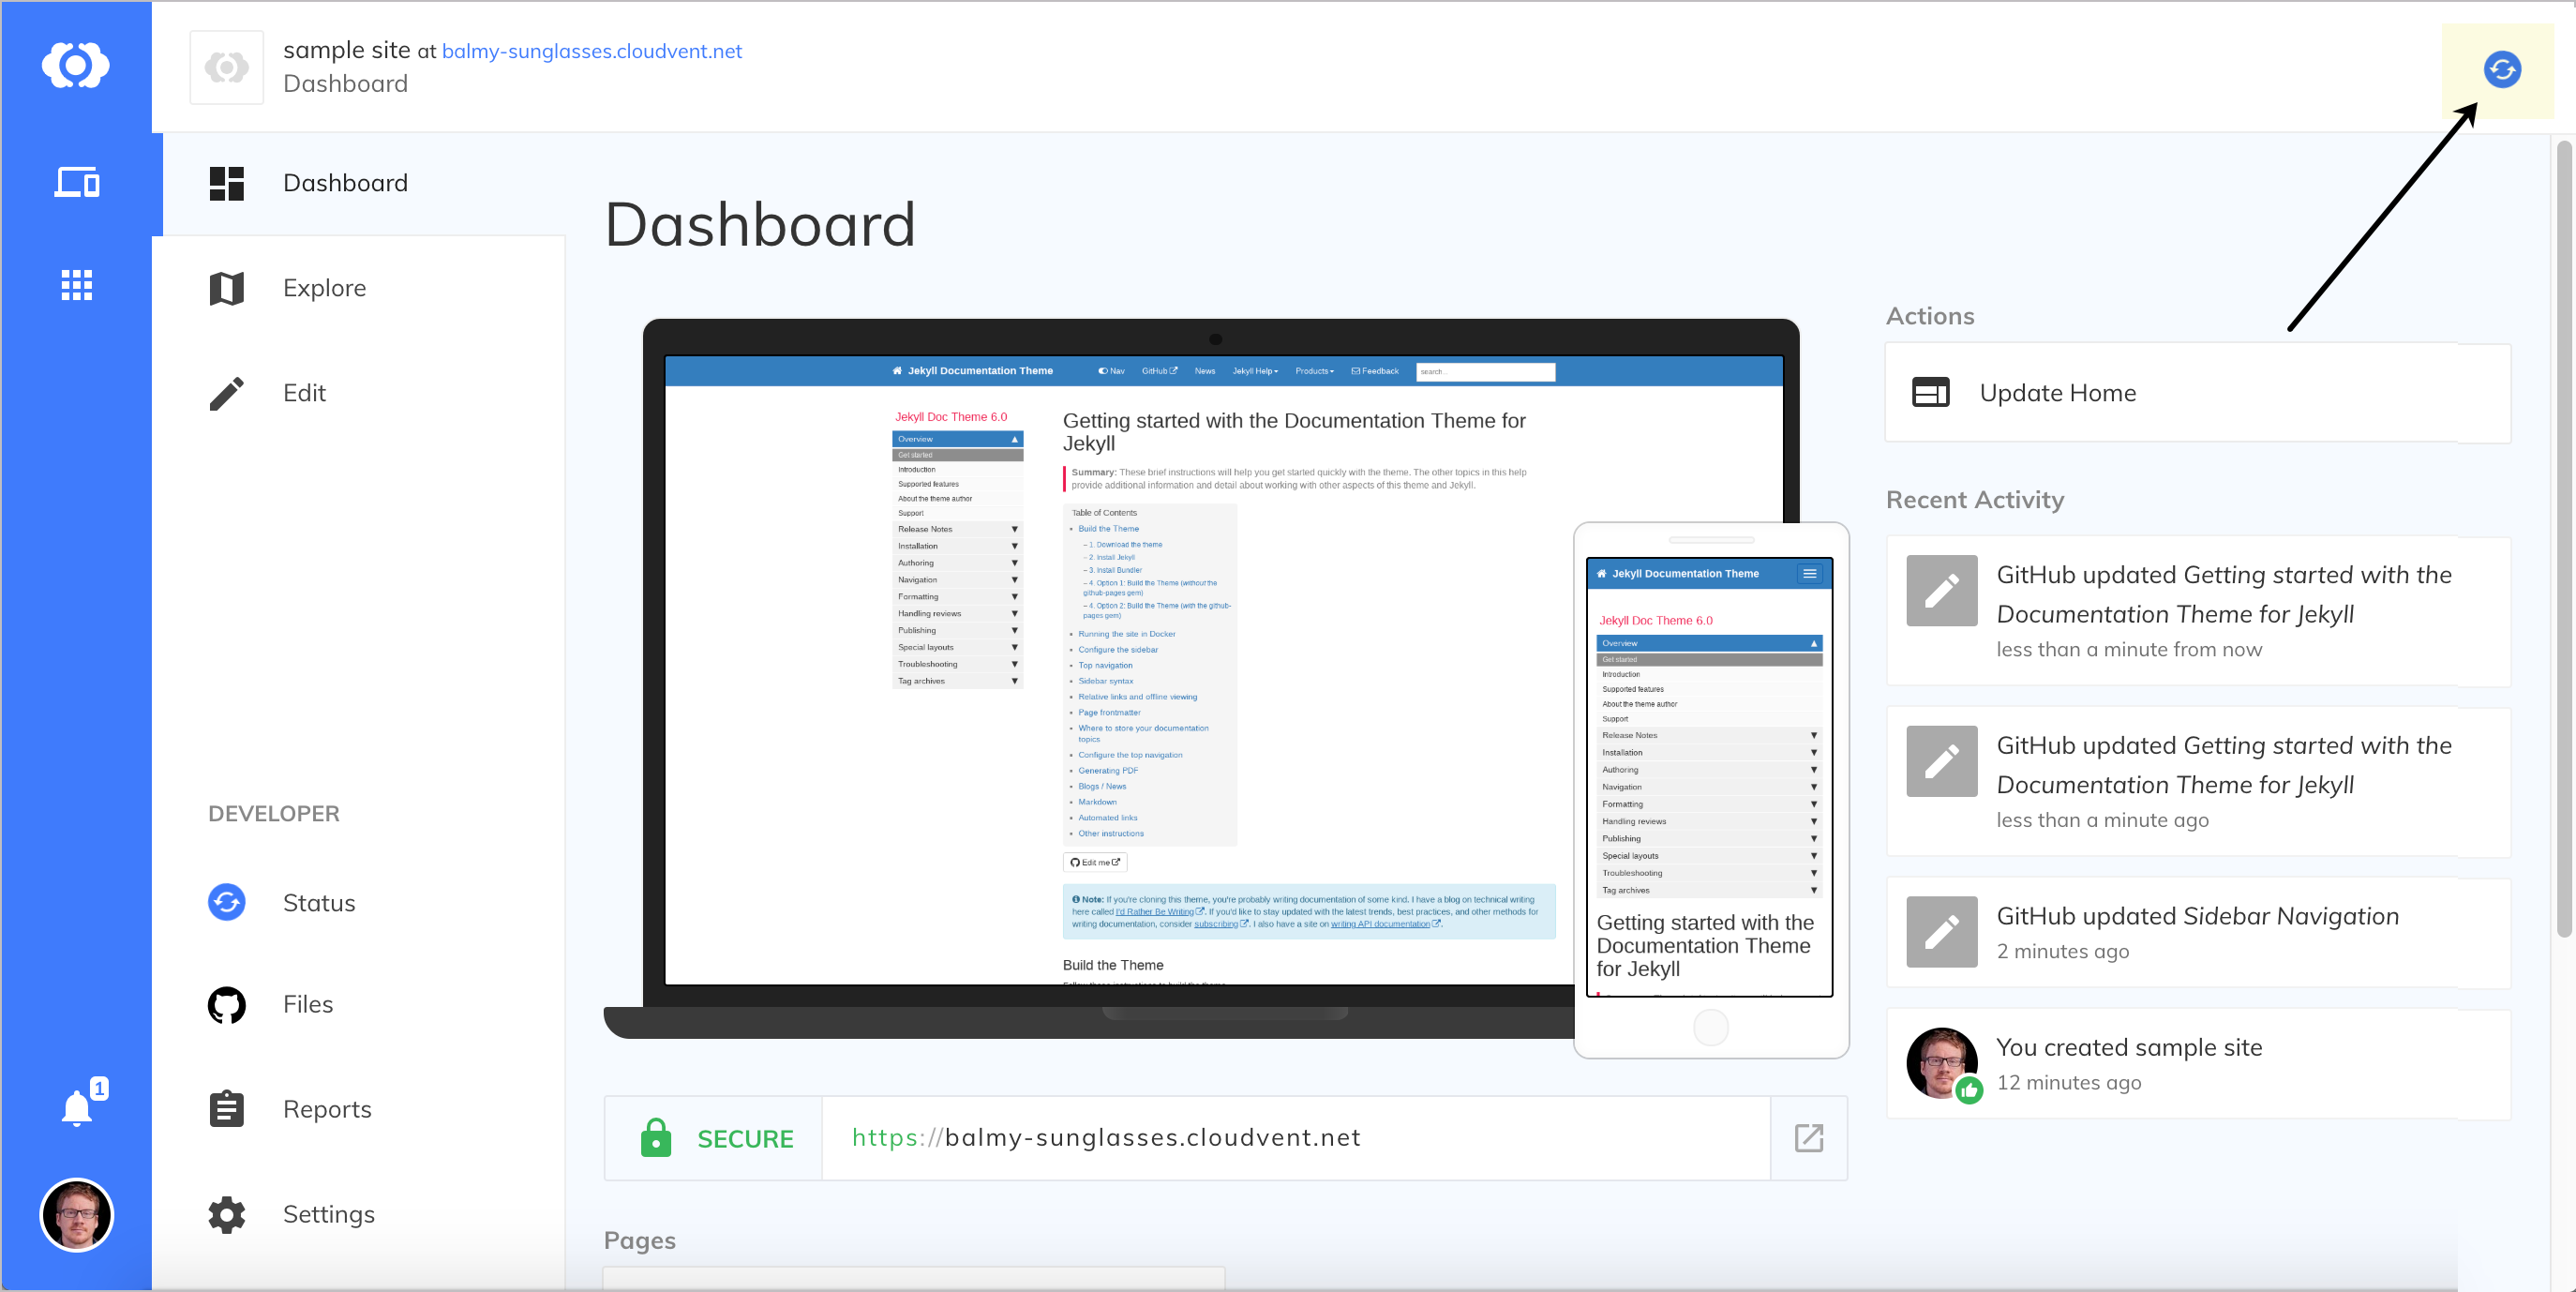 sample site at balmy-sunglasses.cloudvent.net
Dashboard
Dashboard
Explore
Edit
DEVELOPER
Status
Files
Reports
Settings
1
Dashboard
Jekyll Documentation Theme
Nav
GitHub
News
Jekyll Help
Products
Feedback
search...
Jekyll Doc Theme 6.0
Overview
Get started
Introduction
Supported features
About the theme author
Support
Release Notes
Installation
Authoring
Navigation
Formatting
Handling reviews
Publishing
Special layouts
Troubleshooting
Tag archives
Getting started with the Documentation Theme for
Jekyll
Summary: These brief instructions will help you get started quickly with the theme. The other topics in this help
provide additional information and detail about working with other aspects of this theme and Jekyll.
Table of Contents
Build the Theme
– 1. Download the theme
– 2. Install Jekyll
– 3. Install Bundler
– 4. Option 1: Build the Theme (without the
github-pages gem)
– 4. Option 2: Build the Theme (with the github-
pages gem)
Running the site in Docker
Configure the sidebar
Top navigation
Sidebar syntax
Relative links and offline viewing
Page frontmatter
Where to store your documentation
topics
Configure the top navigation
Generating PDF
Blogs / News
Markdown
Automated links
Other instructions
Edit me
Note: If you're cloning this theme, you're probably writing documentation of some kind. I have a blog on technical writing
here called I'd Rather Be Writing. If you'd like to stay updated with the latest trends, best practices, and other methods for
writing documentation, consider subscribing. I also have a site on writing API documentation.
Build the Theme
Jekyll Documentation Theme
Jekyll Doc Theme 6.0
Overview
Get started
Introduction
Supported features
About the theme author
Support
Release Notes
Installation
Authoring
Navigation
Formatting
Handling reviews
Publishing
Special layouts
Troubleshooting
Tag archives
Getting started with the
Documentation Theme
for Jekyll
SECURE
https://balmy-sunglasses.cloudvent.net
Pages
Actions
Update Home
Recent Activity
GitHub updated Getting started with the
Documentation Theme for Jekyll
less than a minute from now
GitHub updated Getting started with the
Documentation Theme for Jekyll
less than a minute ago
GitHub updated Sidebar Navigation
2 minutes ago
You created sample site
12 minutes ago